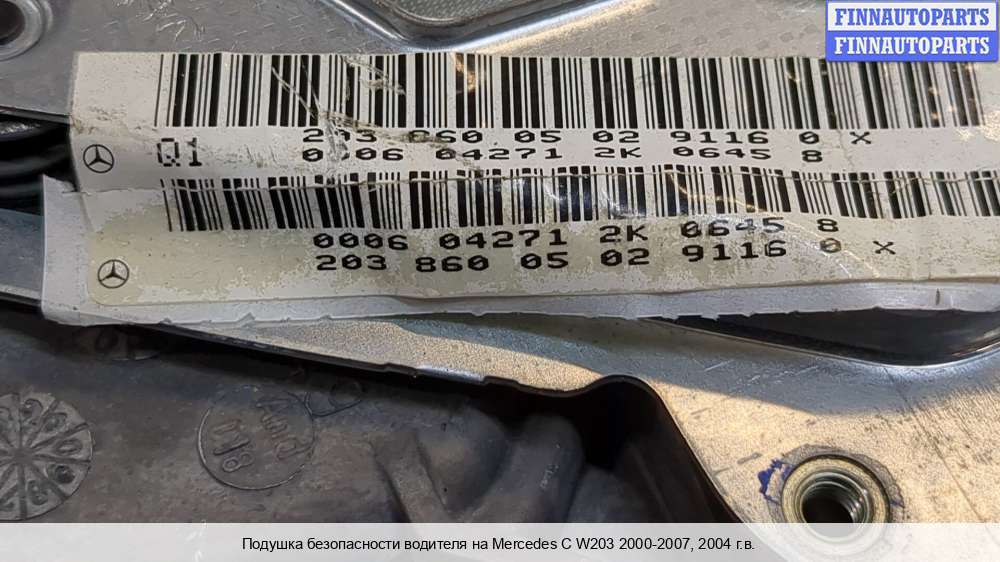 FINNAUTOPARTS
FINNAUTOPARTS
203 860 05 02 9116 0 X
Q1 0006 04271 2K 0645 8
0006 04271 2K 0645 8
203 860 05 02 9116 0 X
Подушка безопасности водителя на Mercedes C W203 2000-2007, 2004 г.в.